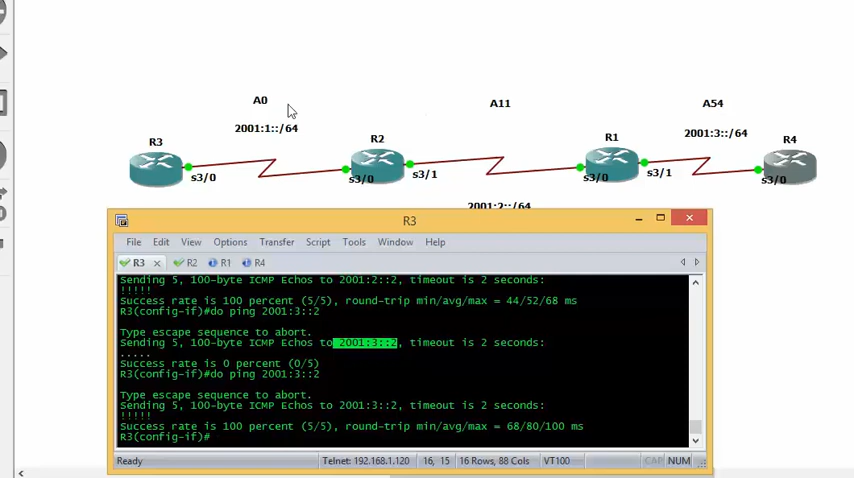 A0
A11
A54
2001:1::/64
2001:3::/64
R3
R2
R1
R4
s3/0
s3/0
s3/1
s3/0
s3/1
s3/0
2001:2::/64
R3
File Edit View Options Transfer Script Tools Window Help
R3 R2 R1 R4
Sending 5, 100-byte ICMP Echos to 2001:2::2, timeout is 2 seconds:
!!!!!
Success rate is 100 percent (5/5), round-trip min/avg/max = 44/52/68 ms
R3(config-if)#do ping 2001:3::2
Type escape sequence to abort.
Sending 5, 100-byte ICMP Echos to 2001:3::2, timeout is 2 seconds:
.....
Success rate is 0 percent (0/5)
R3(config-if)#do ping 2001:3::2
Type escape sequence to abort.
Sending 5, 100-byte ICMP Echos to 2001:3::2, timeout is 2 seconds:
!!!!!
Success rate is 100 percent (5/5), round-trip min/avg/max = 68/80/100 ms
R3(config-if)#
Ready Telnet: 192.168.1.120 16, 15 16 Rows, 88 Cols VT100 CAP NUM